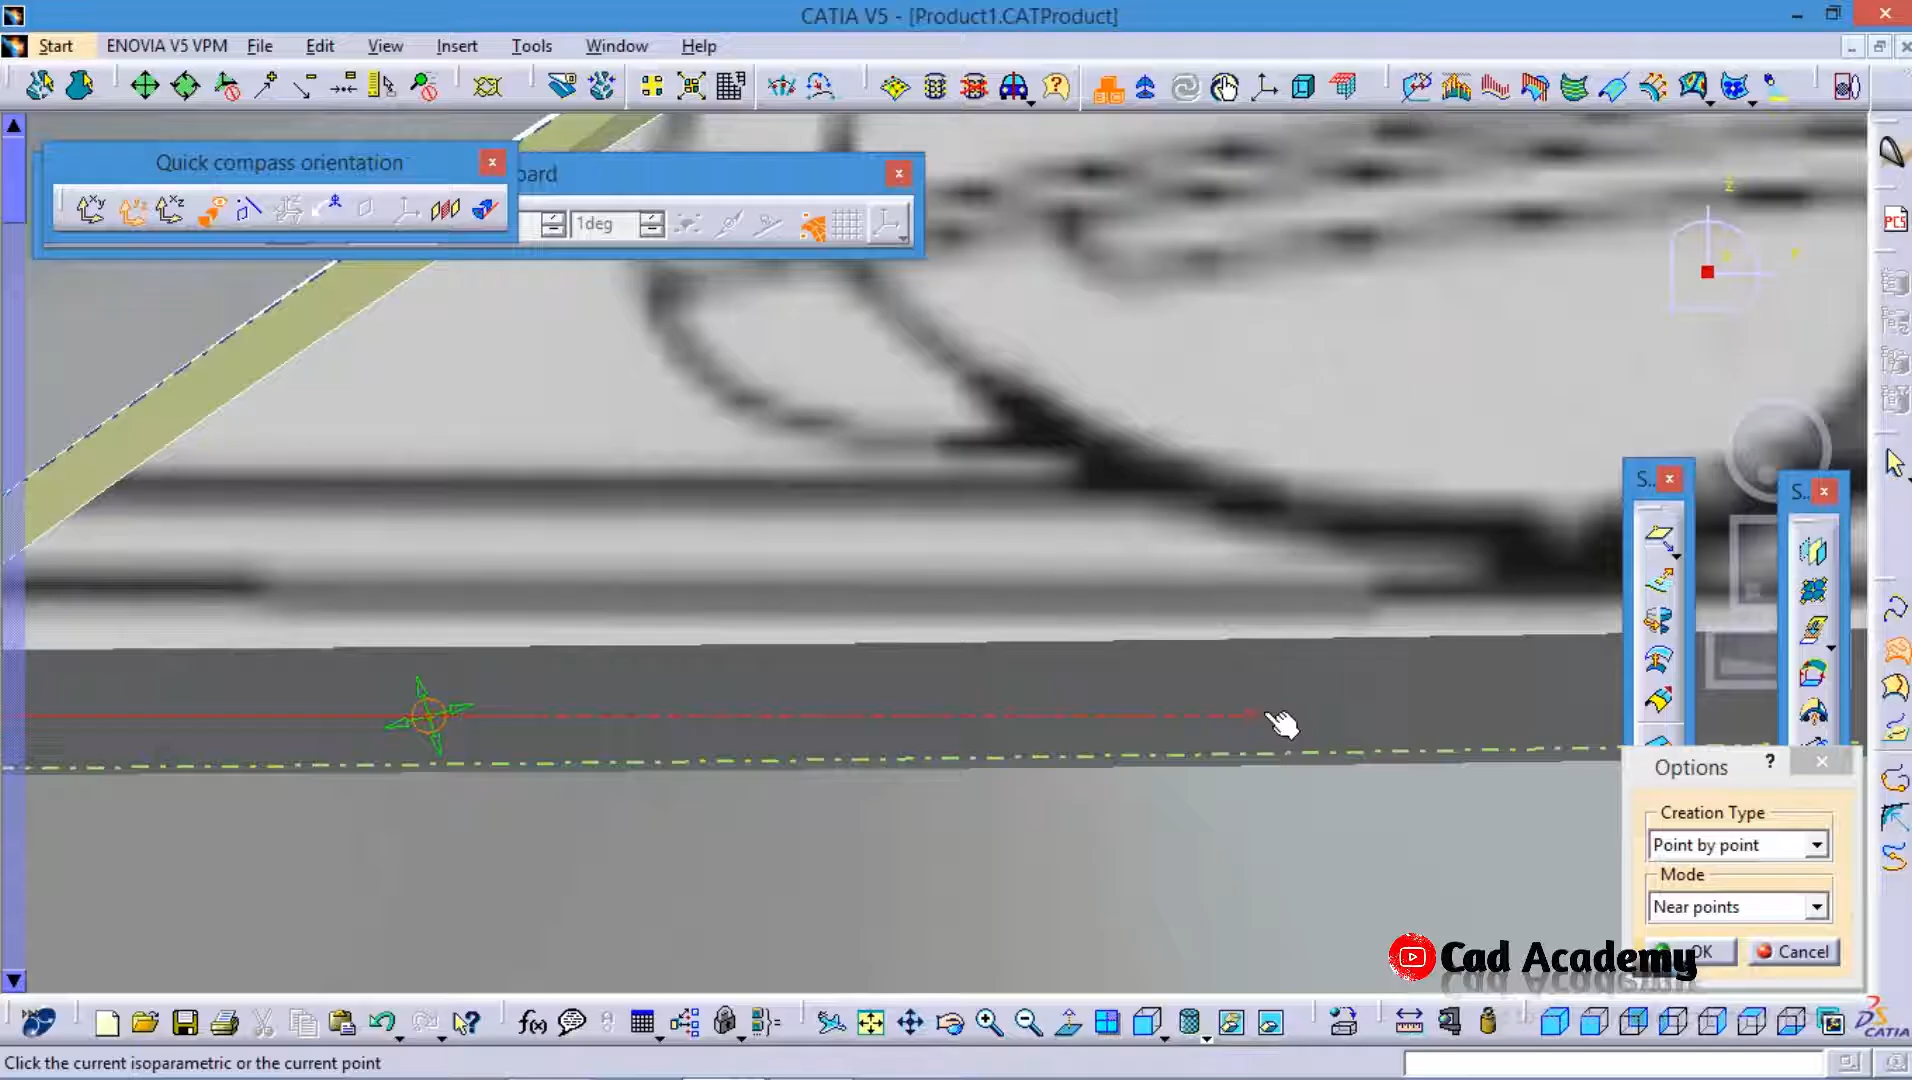 CATIA V5 - [Product1.CATProduct]
Start
ENOVIA V5 VPM
File
Edit
View
Insert
Tools
Window
Help
Quick compass orientation
1deg
S..
S..
PCS
Options
?
Creation Type
Point by point
Mode
Near points
OK
Cancel
Cad Academy
f(x)
CATIA
Click the current isoparametric or the current point